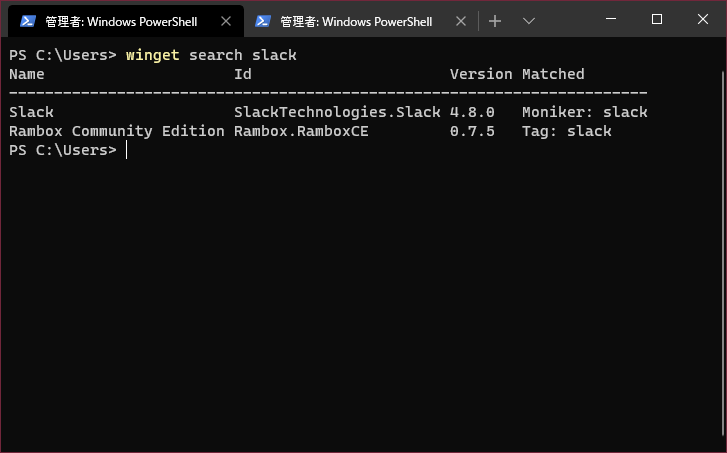 管理者: Windows PowerShell
管理者: Windows PowerShell
PS C:\Users> winget search slack
Name Id Version Matched
-----------------------------------------------------------------------
Slack SlackTechnologies.Slack 4.8.0 Moniker: slack
Rambox Community Edition Rambox.RamboxCE 0.7.5 Tag: slack
PS C:\Users>